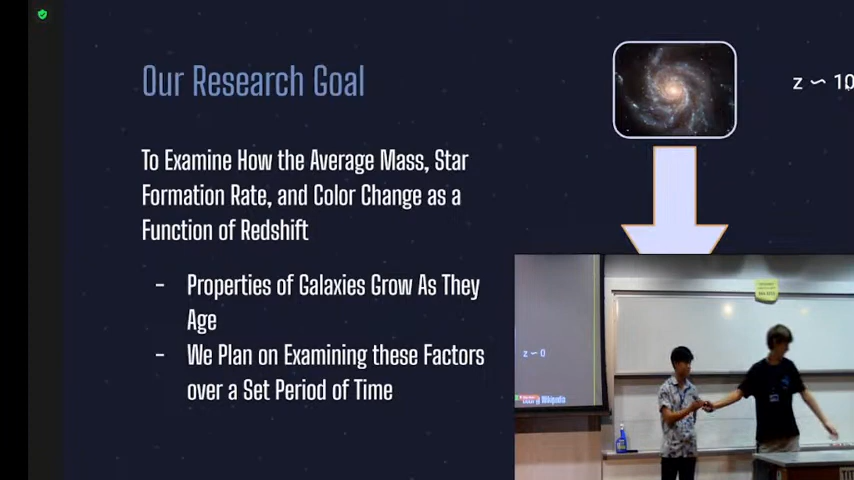 Our Research Goal
z ∽ 10
To Examine How the Average Mass, Star
Formation Rate, and Color Change as a
Function of Redshift
- Properties of Galaxies Grow As They
Age
- We Plan on Examining these Factors
over a Set Period of Time
z ∽ 0
Wikipedia